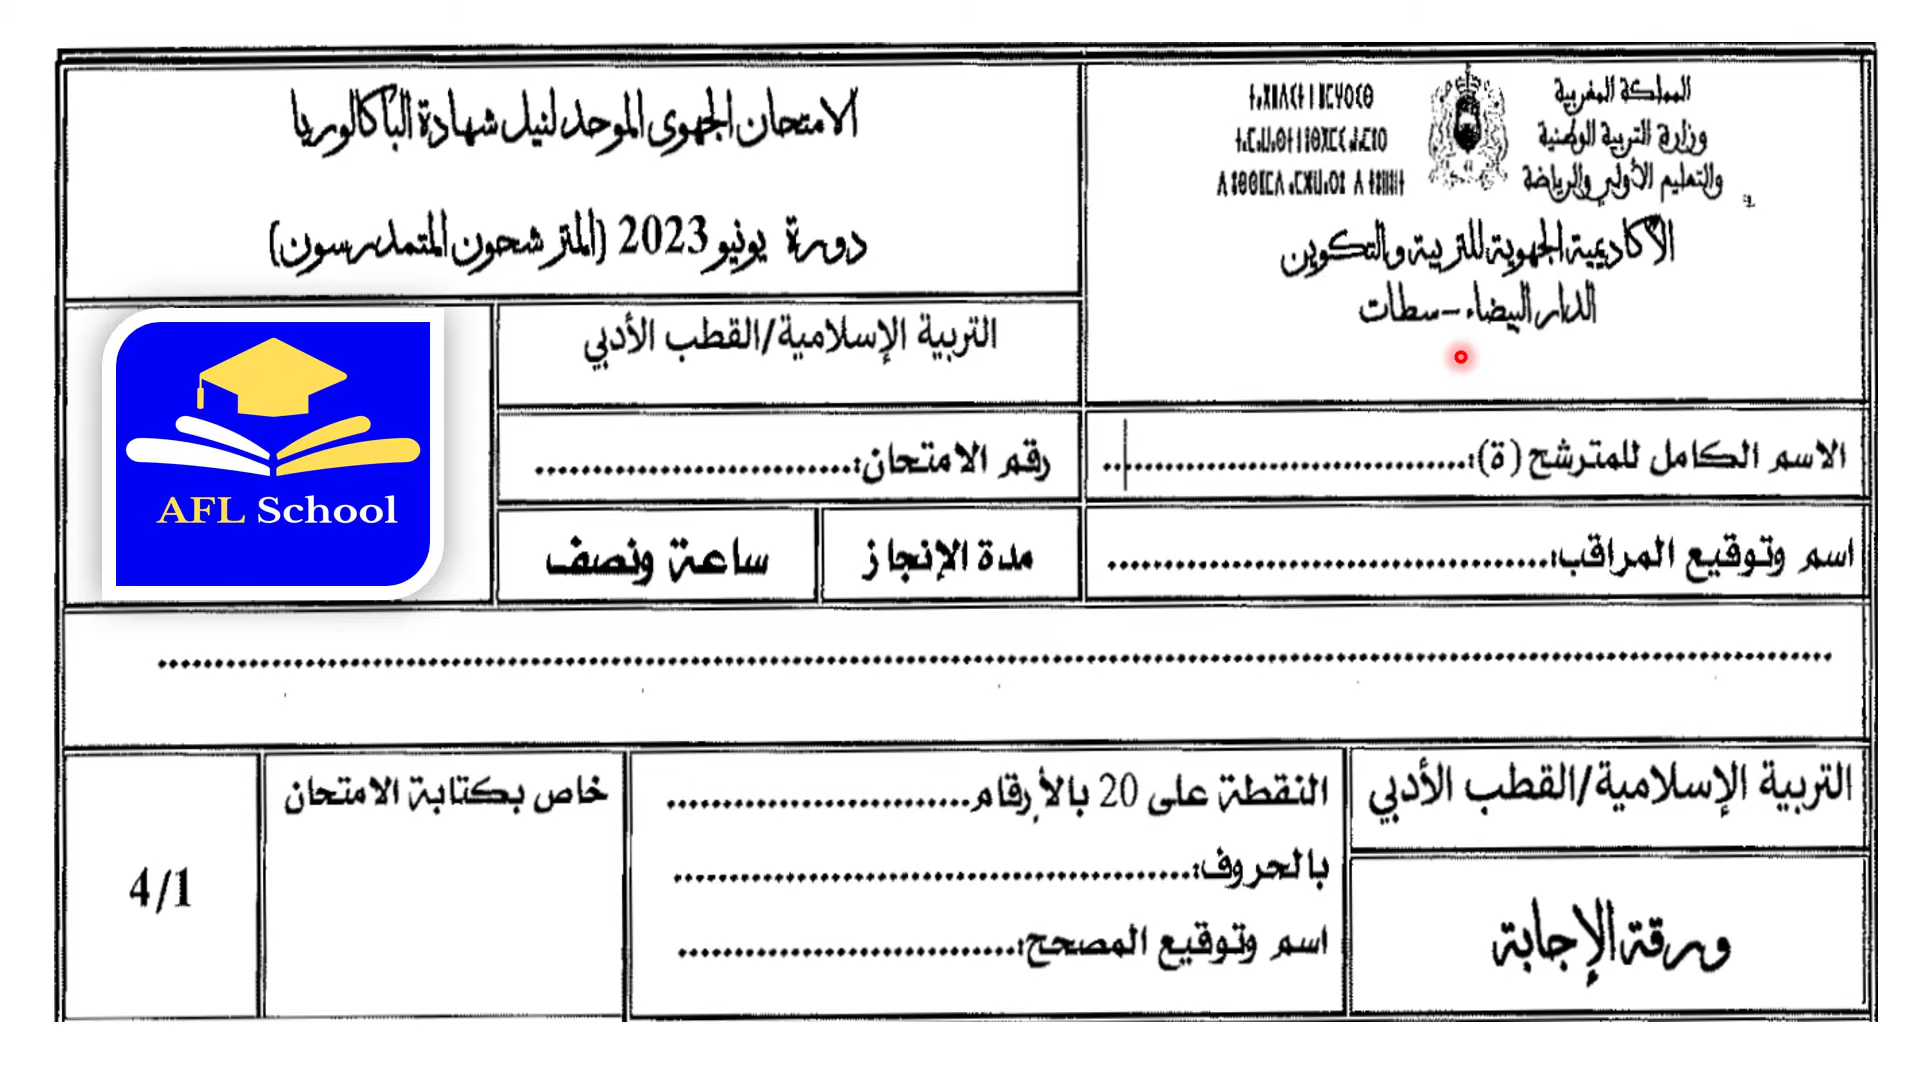 المملكة المغربية
وزارة التربية الوطنية
والتعليم الأولي والرياضة
الأكاديمية الجهوية للتربية والتكوين
الدار البيضاء - سطات
الامتحان الجهوي الموحد لنيل شهادة البكالوريا
دورة يونيو 2023 (المترشحون المتمدرسون)
التربية الإسلامية/القطب الأدبي
AFL School
الاسم الكامل للمترشح (ة):..................................
رقم الامتحان:...........................
اسم وتوقيع المراقب:.......................................
مدة الإنجاز
ساعة ونصف
التربية الإسلامية/القطب الأدبي
النقطة على 20 بالأرقام..........................
بالحروف:..............................................
اسم وتوقيع المصحح:..............................
خاص بكتابة الامتحان
4/1
ورقة الإجابة